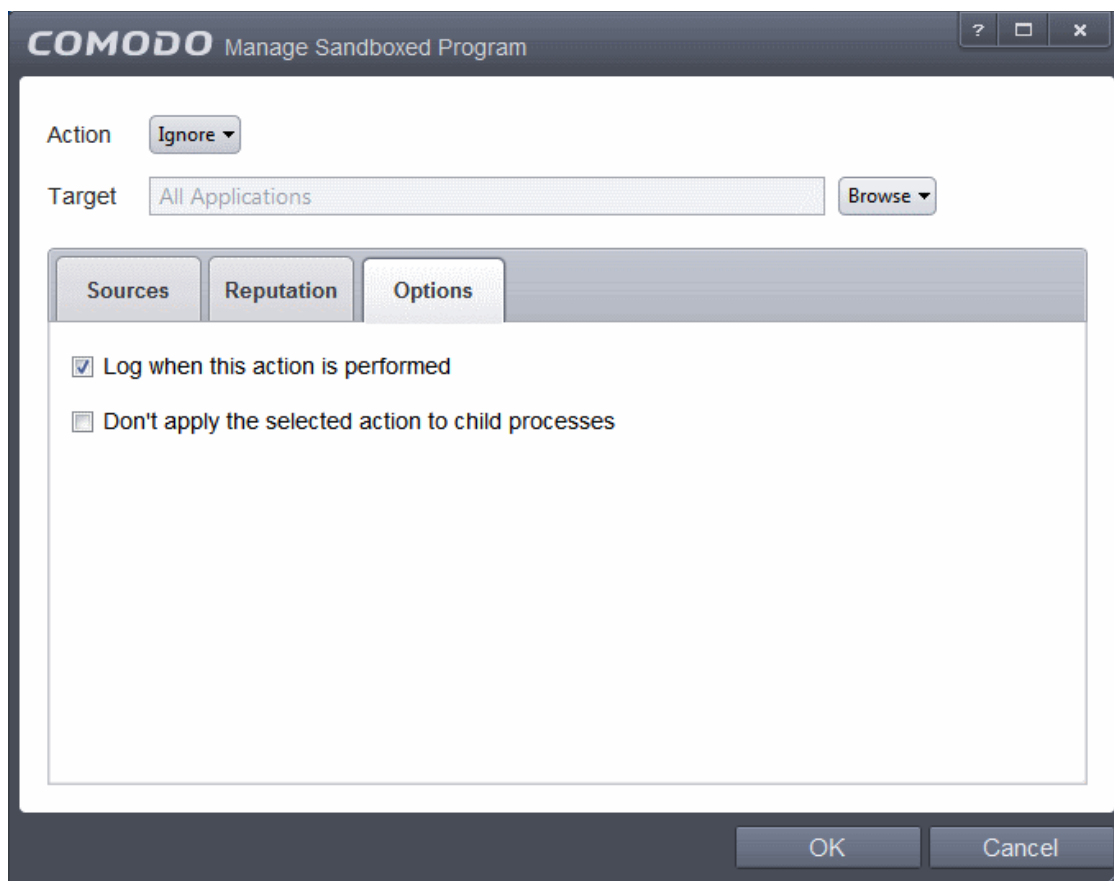 COMODO Manage Sandboxed Program ?
Action Ignore
Target All Applications Browse
Sources Reputation Options
Log when this action is performed
Don't apply the selected action to child processes
OK Cancel